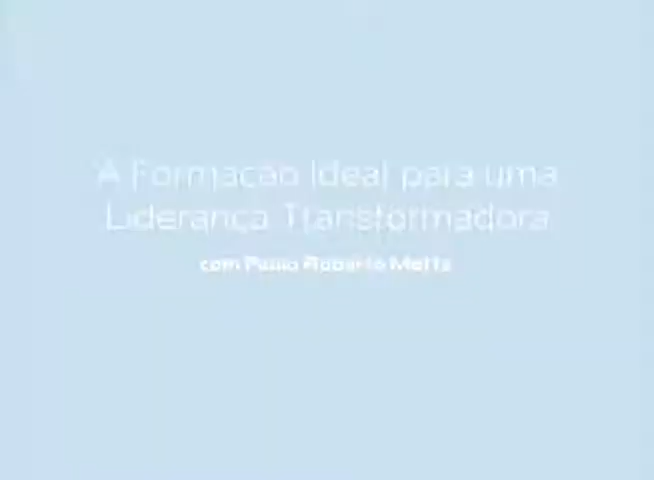 A Formação Ideal para uma
Liderança Transformadora
com Paulo Roberto Motta